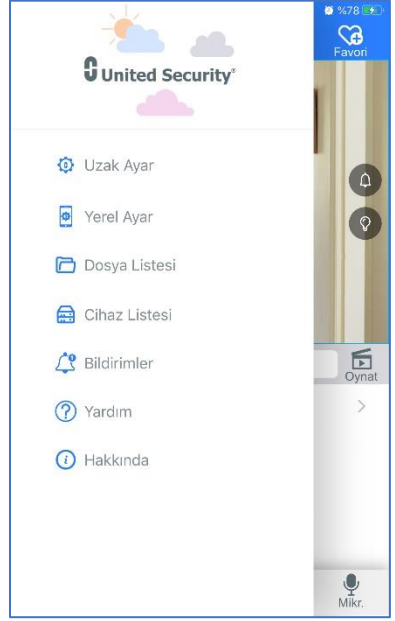 %78
Favori
United Security®
Uzak Ayar
Yerel Ayar
Dosya Listesi
Cihaz Listesi
Bildirimler
Oynat
Yardım
Hakkında
Mikr.